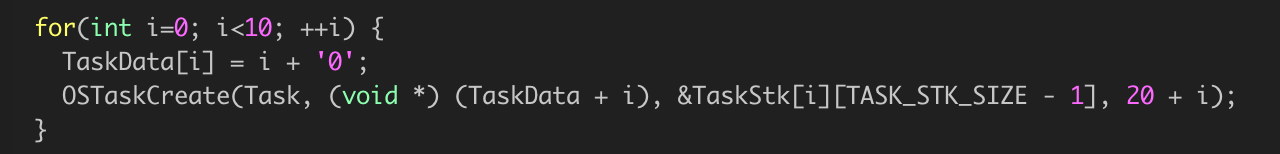 for(int i=0; i<10; ++i) {
  TaskData[i] = i + '0';
  OSTaskCreate(Task, (void *) (TaskData + i), &TaskStk[i][TASK_STK_SIZE - 1], 20 + i);
}